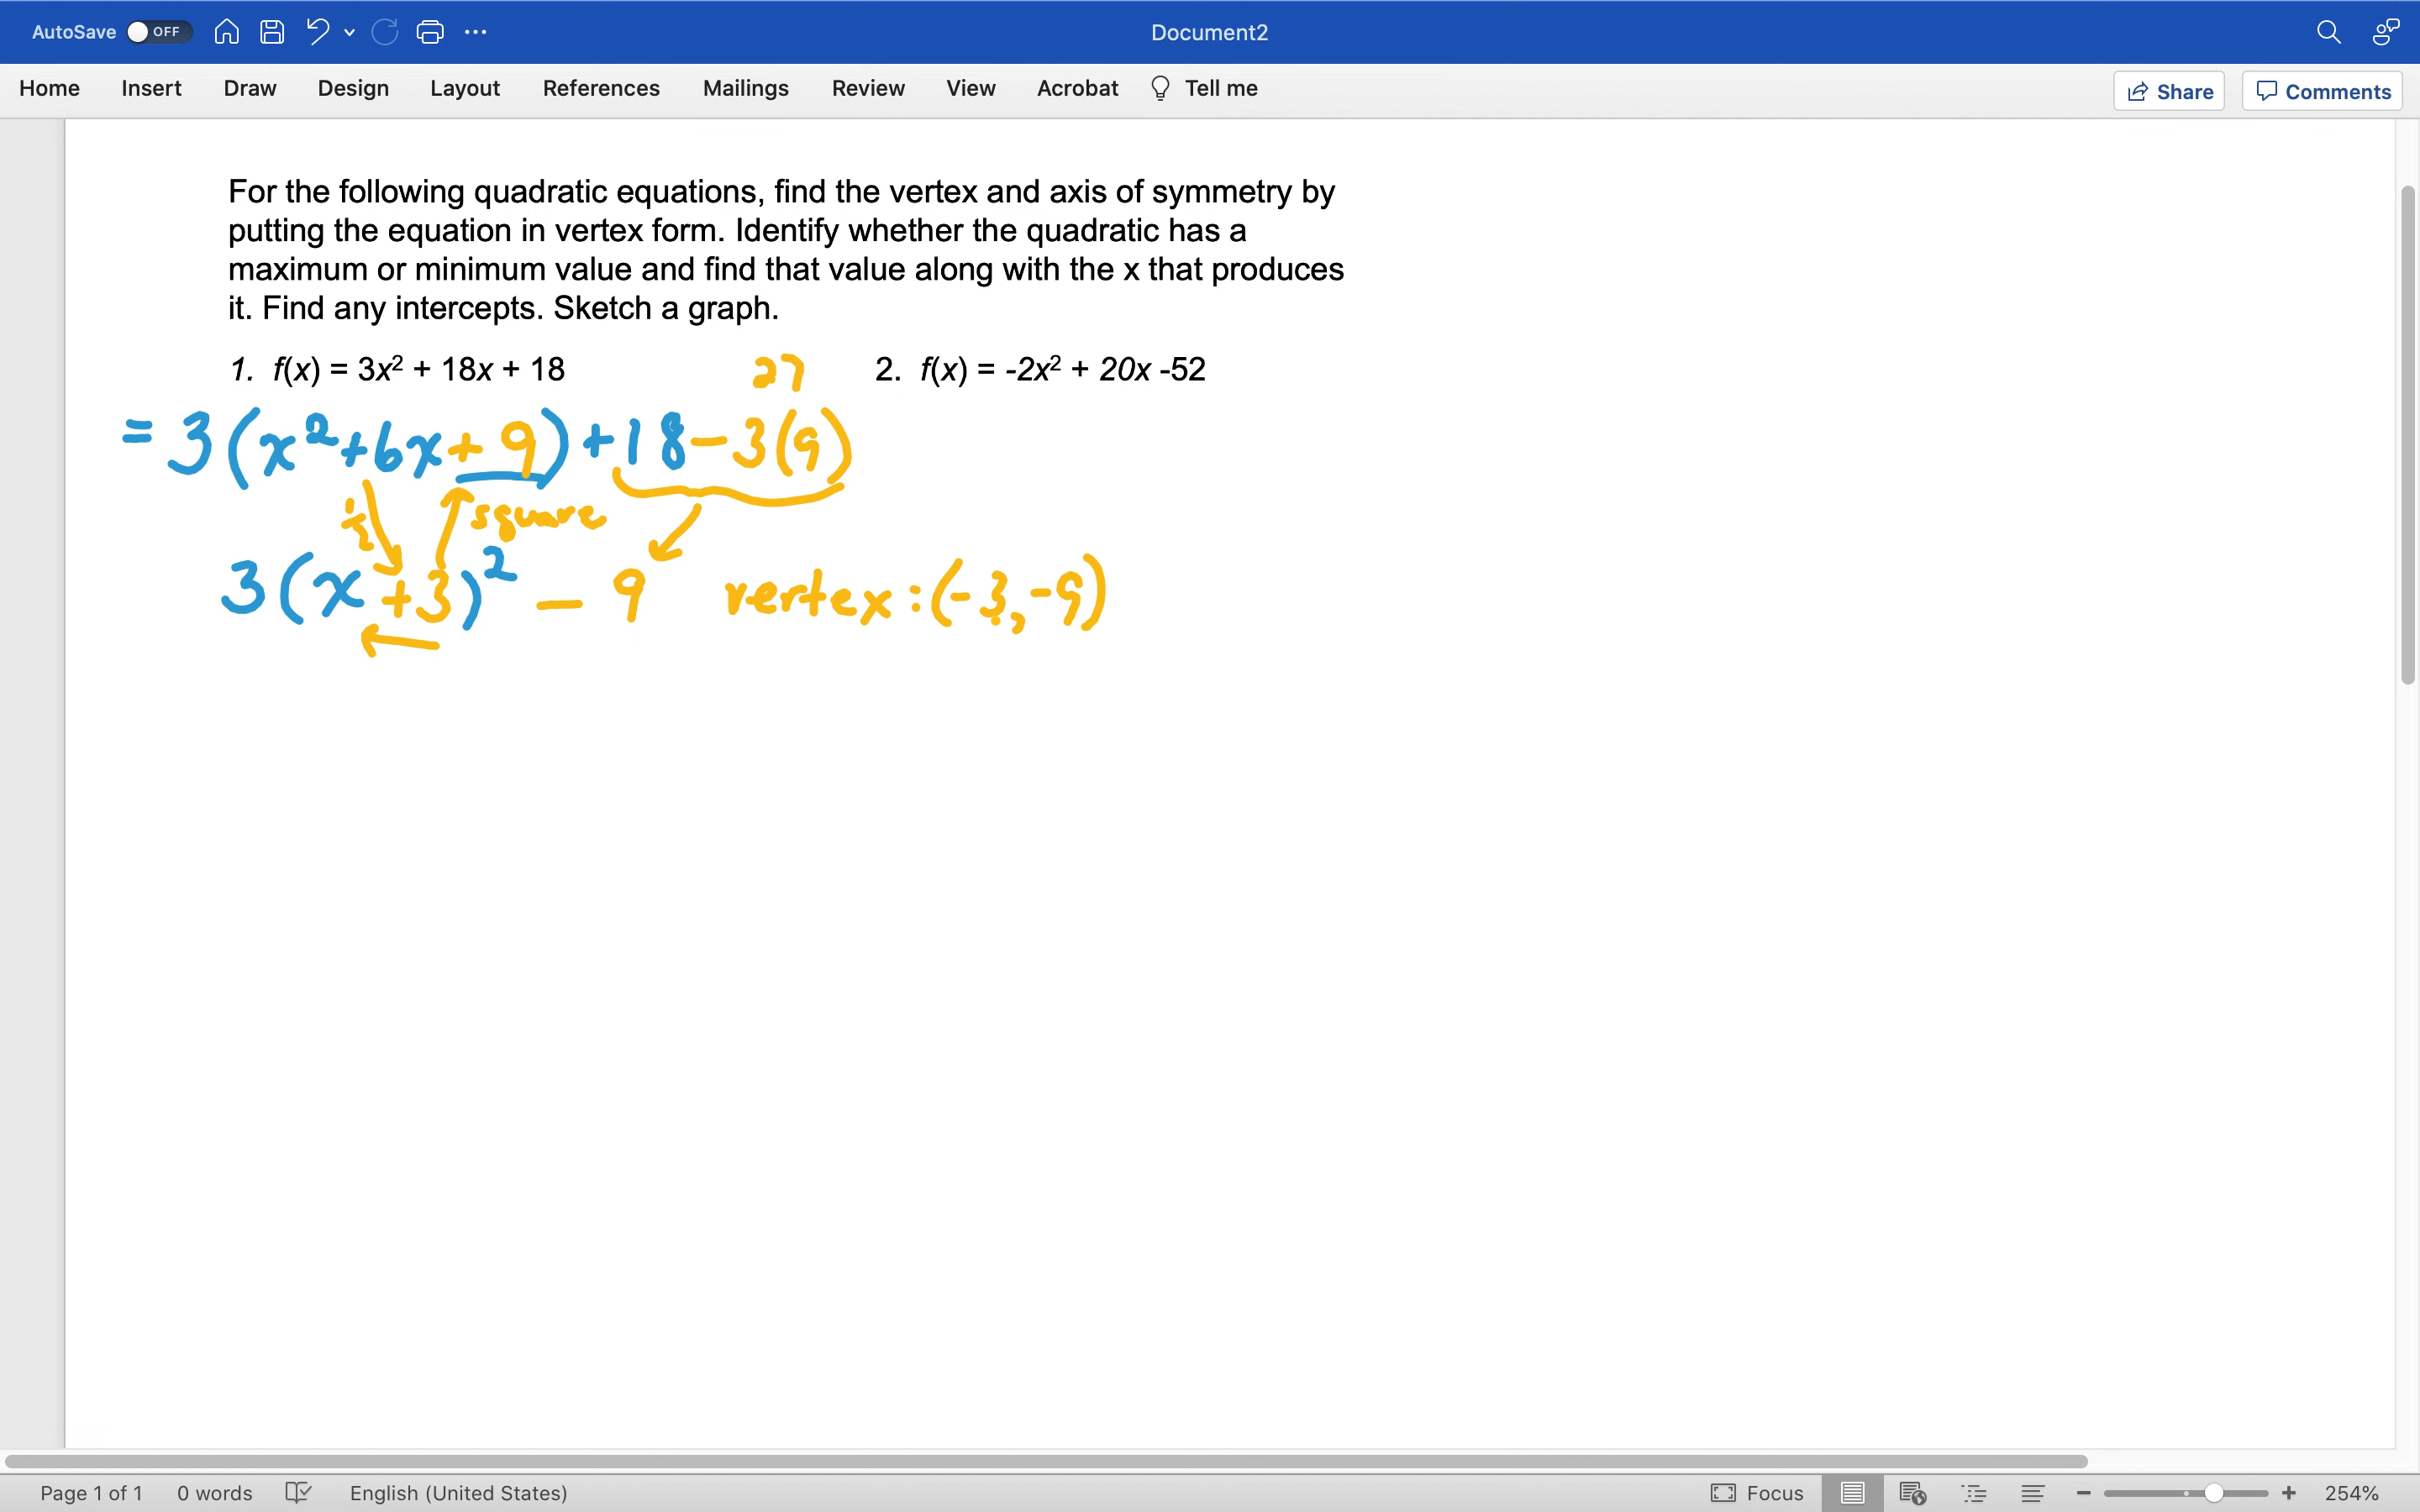 AutoSave OFF Document2
Home Insert Draw Design Layout References Mailings Review View Acrobat Tell me Share Comments
For the following quadratic equations, find the vertex and axis of symmetry by
putting the equation in vertex form. Identify whether the quadratic has a
maximum or minimum value and find that value along with the x that produces
it. Find any intercepts. Sketch a graph.
1. f(x) = 3x² + 18x + 18
27
2. f(x) = -2x² + 20x -52
= 3(x²+6x+ 9)+18-3(9)
½ square
3(x+3)² - 9 vertex:(-3,-9)
Page 1 of 1 0 words English (United States) Focus 254%